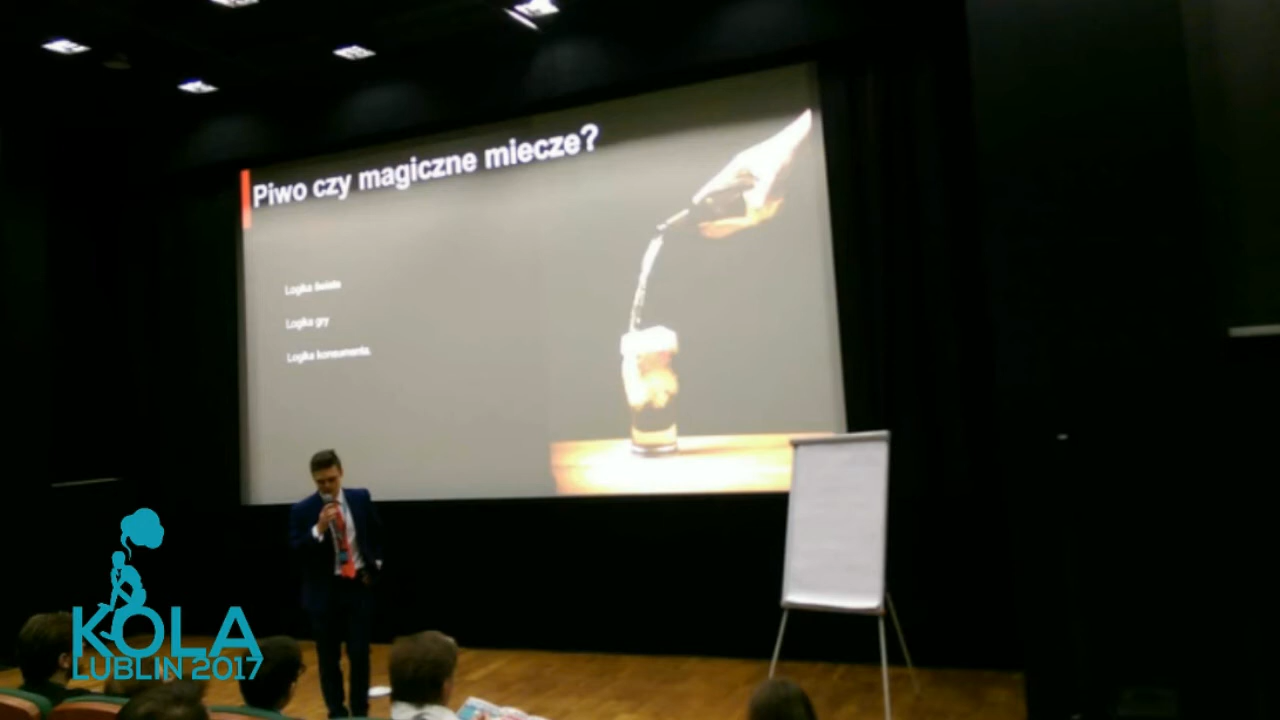 Piwo czy magiczne miecze?
Logika świata
Logika gry
Logika konsumenta.
KOLA
LUBLIN 2017